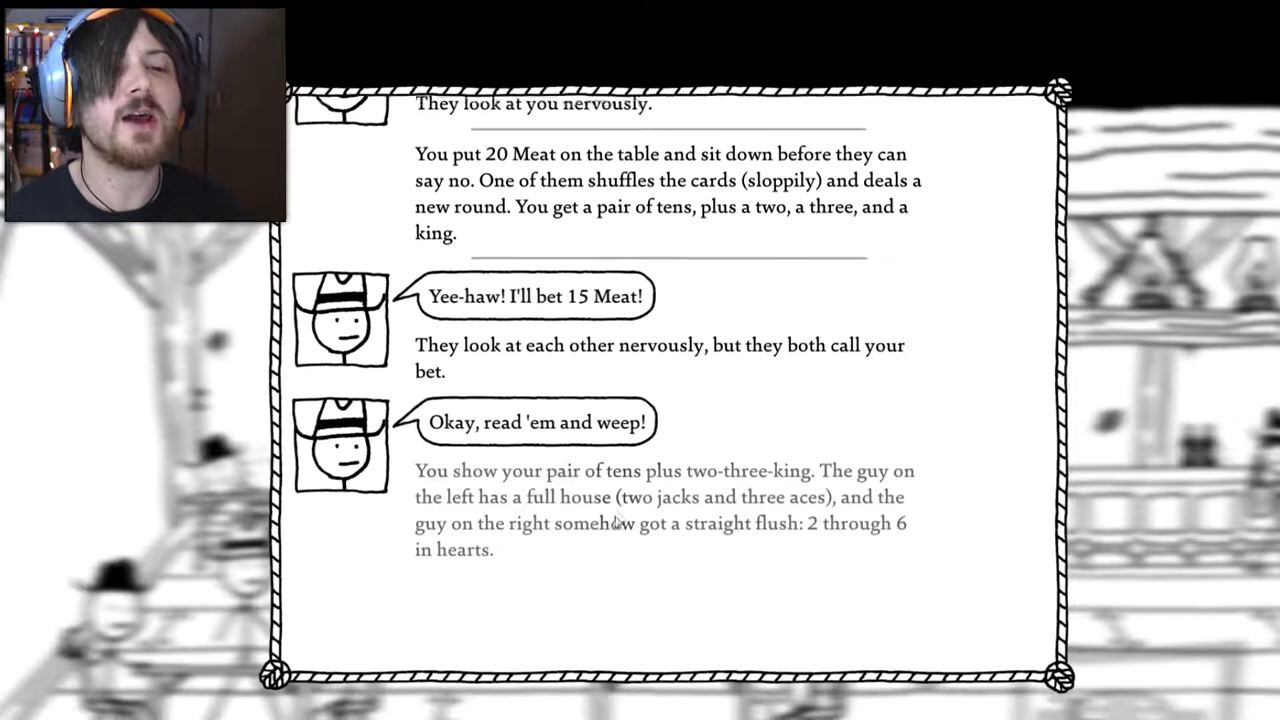 They look at you nervously.
You put 20 Meat on the table and sit down before they can
say no. One of them shuffles the cards (sloppily) and deals a
new round. You get a pair of tens, plus a two, a three, and a
king.
Yee-haw! I'll bet 15 Meat!
They look at each other nervously, but they both call your
bet.
Okay, read 'em and weep!
You show your pair of tens plus two-three-king. The guy on
the left has a full house (two jacks and three aces), and the
guy on the right somehow got a straight flush: 2 through 6
in hearts.